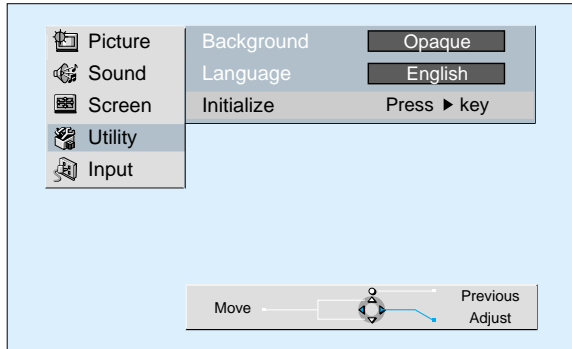 Picture
Sound
Screen
Utility
Input
Background Opaque
Language English
Initialize Press ▶ key
Move
Previous
Adjust